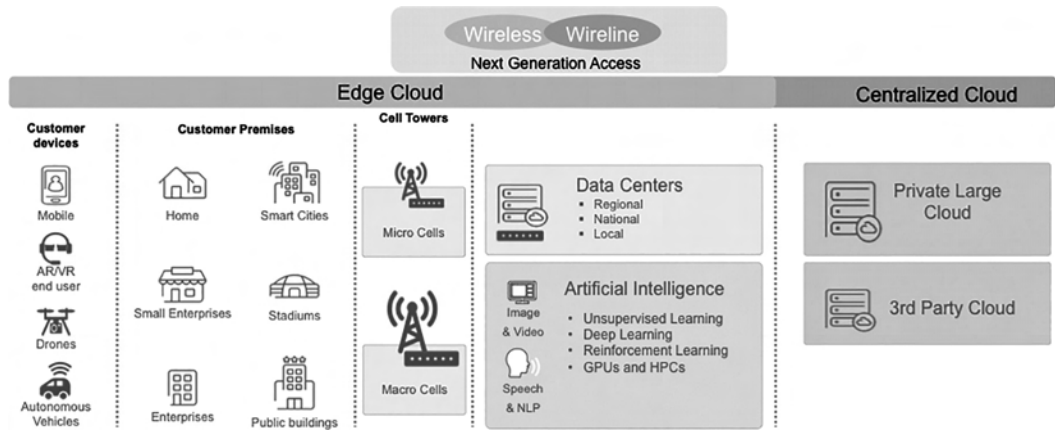 Wireless Wireline
Next Generation Access
Edge Cloud
Centralized Cloud
Customer
devices
Mobile
AR/VR
end user
Drones
Autonomous
Vehicles
Customer Premises
Home
Smart Cities
Small Enterprises
Stadiums
Enterprises
Public buildings
Cell Towers
Micro Cells
Macro Cells
Data Centers
▪ Regional
▪ National
▪ Local
Artificial Intelligence
Image
& Video
Speech
& NLP
• Unsupervised Learning
• Deep Learning
• Reinforcement Learning
• GPUs and HPCs
Private Large
Cloud
3rd Party Cloud